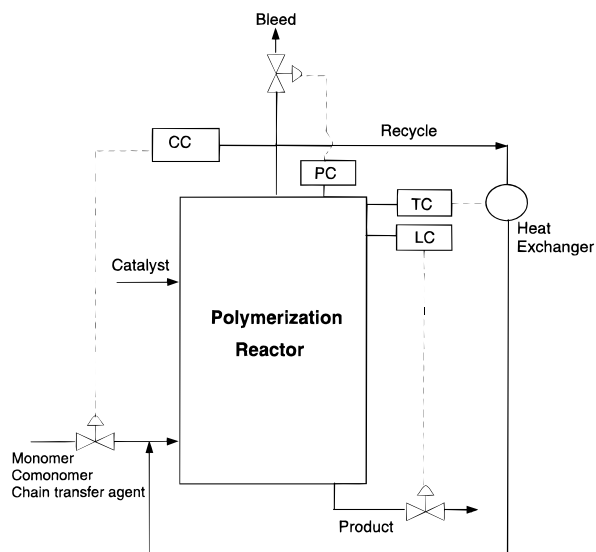 Bleed
CC
Recycle
PC
TC
LC
Heat
Exchanger
Catalyst
Polymerization
Reactor
Monomer
Comonomer
Chain transfer agent
Product